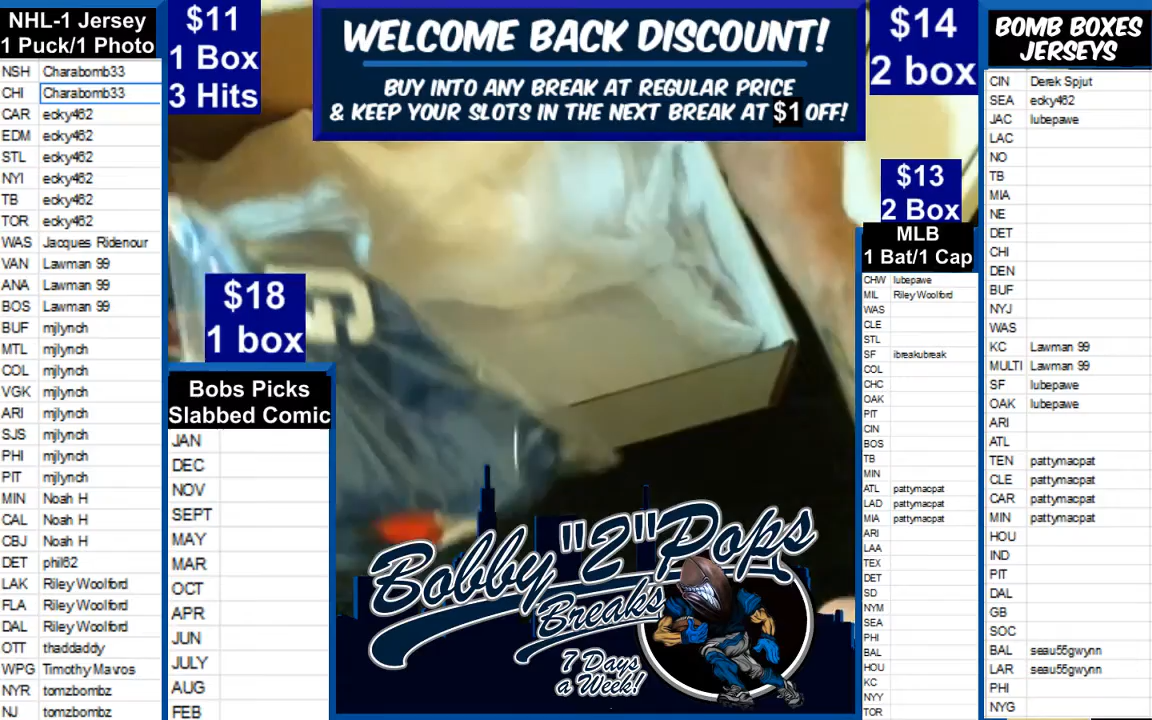 NHL-1 Jersey
1 Puck/1 Photo
NSH Charabomb33
CHI Charabomb33
CAR ecky462
EDM ecky462
STL ecky462
NYI ecky462
TB ecky462
TOR ecky462
WAS Jacques Ridenour
VAN Lawman 99
ANA Lawman 99
BOS Lawman 99
BUF mjlynch
MTL mjlynch
COL mjlynch
VGK mjlynch
ARI mjlynch
SJS mjlynch
PHI mjlynch
PIT mjlynch
MIN Noah H
CAL Noah H
CBJ Noah H
DET phil62
LAK Riley Woolford
FLA Riley Woolford
DAL Riley Woolford
OTT thaddaddy
WPG Timothy Mavros
NYR tomzbombz
NJ tomzbombz
$11
1 Box
3 Hits
WELCOME BACK DISCOUNT!
BUY INTO ANY BREAK AT REGULAR PRICE
& KEEP YOUR SLOTS IN THE NEXT BREAK AT $1 OFF!
$18
1 box
Bobs Picks
Slabbed Comic
JAN
DEC
NOV
SEPT
MAY
MAR
OCT
APR
JUN
JULY
AUG
FEB
Bobby "2" Pops
Breaks
7 Days
a Week!
$14
2 box
$13
2 Box
MLB
1 Bat/1 Cap
CHW lubepawe
MIL Riley Woolford
WAS
CLE
STL
SF ibreakubreak
COL
CHC
OAK
PIT
CIN
BOS
TB
MIN
ATL pattymacpat
LAD pattymacpat
MIA pattymacpat
ARI
LAA
TEX
DET
SD
NYM
SEA
PHI
BAL
HOU
KC
NYY
TOR
BOMB BOXES
JERSEYS
CIN Derek Spjut
SEA ecky462
JAC lubepawe
LAC
NO
TB
MIA
NE
DET
CHI
DEN
BUF
NYJ
WAS
KC Lawman 99
MULTI Lawman 99
SF lubepawe
OAK lubepawe
ARI
ATL
TEN pattymacpat
CLE pattymacpat
CAR pattymacpat
MIN pattymacpat
HOU
IND
PIT
DAL
GB
SOC
BAL seau55gwynn
LAR seau55gwynn
PHI
NYG